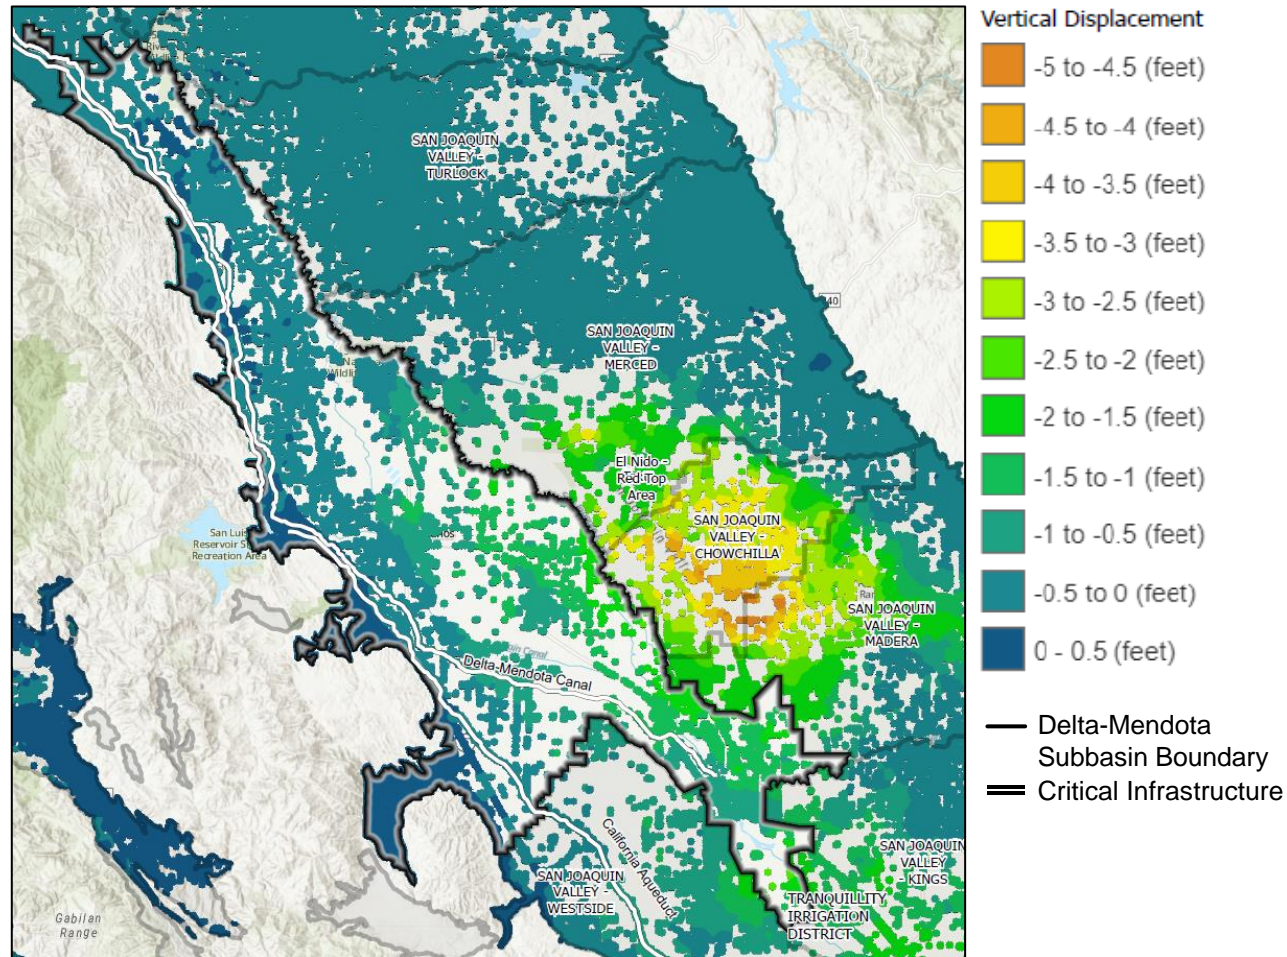 Vertical Displacement
-5 to -4.5 (feet)
-4.5 to -4 (feet)
-4 to -3.5 (feet)
-3.5 to -3 (feet)
-3 to -2.5 (feet)
-2.5 to -2 (feet)
-2 to -1.5 (feet)
-1.5 to -1 (feet)
-1 to -0.5 (feet)
-0.5 to 0 (feet)
0 - 0.5 (feet)
Delta-Mendota
Subbasin Boundary
Critical Infrastructure
SAN JOAQUIN
VALLEY -
TURLOCK
40
SAN JOAQUIN
VALLEY -
MERCED
El Nido -
Red Top
Area
SAN JOAQUIN
VALLEY -
CHOWCHILLA
San Luis
Reservoir
Recreation Area
SAN JOAQUIN
VALLEY -
MADERA
Canal
Delta-Mendota Canal
California Aqueduct
SAN JOAQUIN
VALLEY -
WESTSIDE
SAN JOAQUIN
VALLEY
- KINGS
TRANQUILLITY
IRRIGATION
DISTRICT
Gabilan
Range